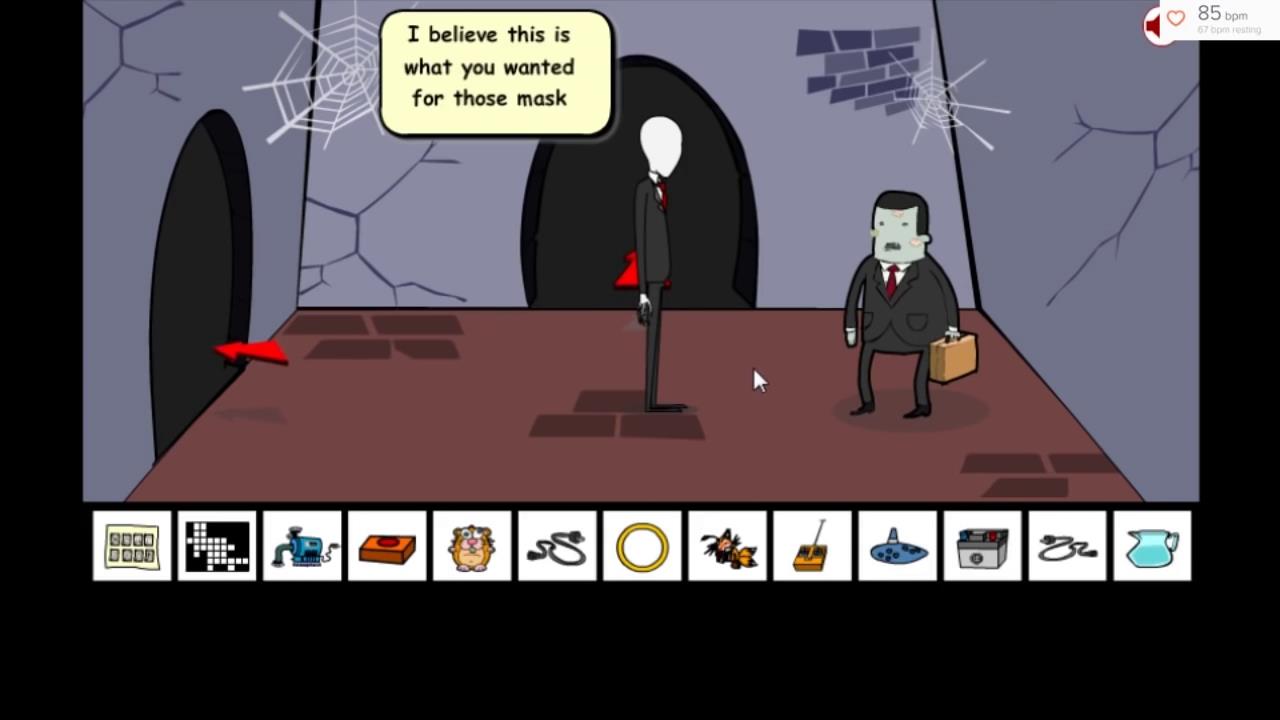 I believe this is
what you wanted
for those mask
85 bpm
67 bpm resting